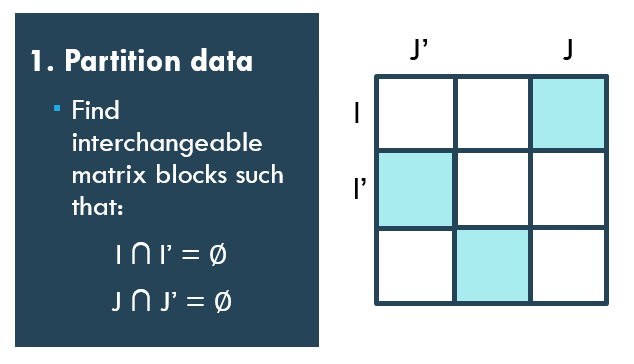 1. Partition data
▪ Find
interchangeable
matrix blocks such
that:
I ⋂ I’ = ∅
J ⋂ J’ = ∅
J’ J
I
I’